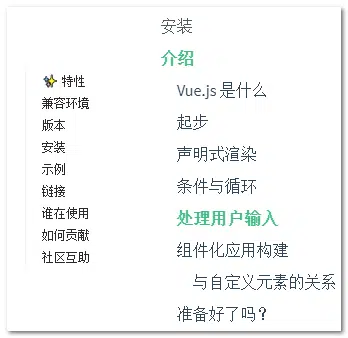 ✨ 特性
兼容环境
版本
安装
示例
链接
谁在使用
如何贡献
社区互助
安装
介绍
Vue.js 是什么
起步
声明式渲染
条件与循环
处理用户输入
组件化应用构建
与自定义元素的关系
准备好了吗？